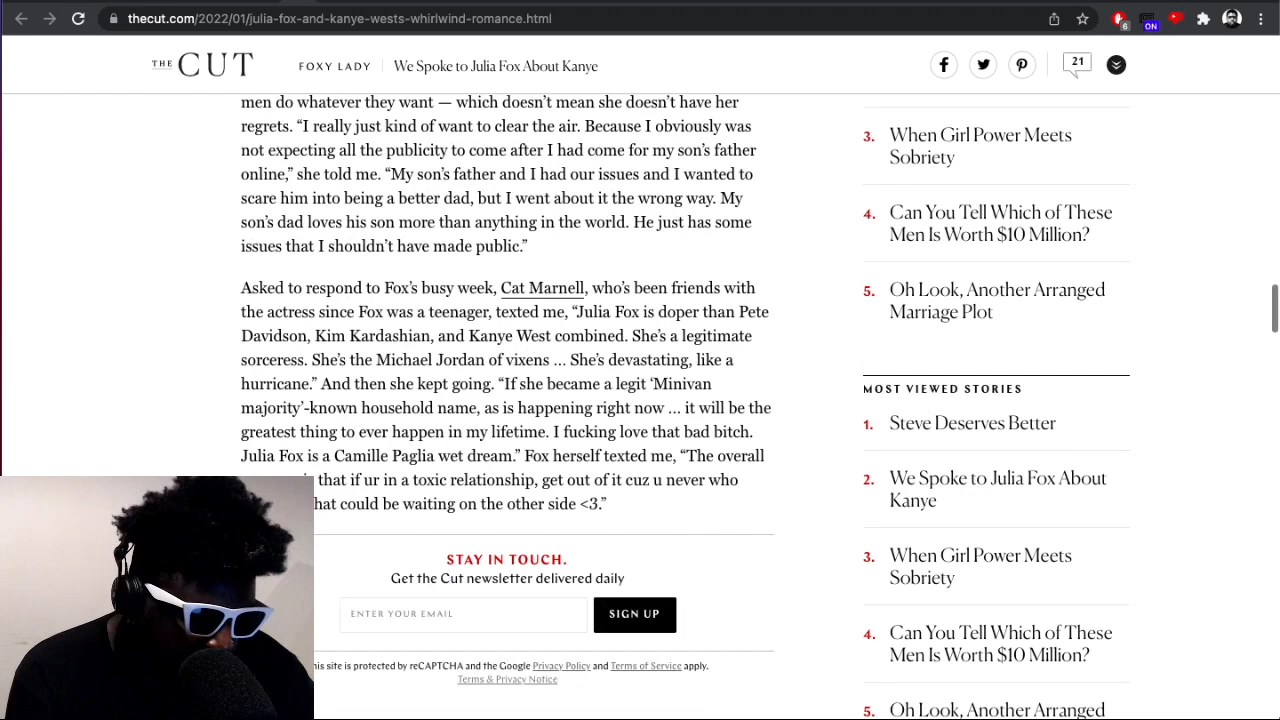 thecut.com/2022/01/julia-fox-and-kanye-wests-whirlwind-romance.html
6
ON
THE CUT
FOXY LADY
We Spoke to Julia Fox About Kanye
21
men do whatever they want — which doesn’t mean she doesn’t have her
regrets. “I really just kind of want to clear the air. Because I obviously was
not expecting all the publicity to come after I had come for my son’s father
online,” she told me. “My son’s father and I had our issues and I wanted to
scare him into being a better dad, but I went about it the wrong way. My
son’s dad loves his son more than anything in the world. He just has some
issues that I shouldn’t have made public.”
Asked to respond to Fox’s busy week, Cat Marnell, who’s been friends with
the actress since Fox was a teenager, texted me, “Julia Fox is doper than Pete
Davidson, Kim Kardashian, and Kanye West combined. She’s a legitimate
sorceress. She’s the Michael Jordan of vixens … She’s devastating, like a
hurricane.” And then she kept going. “If she became a legit ‘Minivan
majority’-known household name, as is happening right now … it will be the
greatest thing to ever happen in my lifetime. I fucking love that bad bitch.
Julia Fox is a Camille Paglia wet dream.” Fox herself texted me, “The overall
that if ur in a toxic relationship, get out of it cuz u never who
hat could be waiting on the other side <3.”
STAY IN TOUCH.
Get the Cut newsletter delivered daily
ENTER YOUR EMAIL
SIGN UP
his site is protected by reCAPTCHA and the Google Privacy Policy and Terms of Service apply.
Terms & Privacy Notice
3. When Girl Power Meets
Sobriety
4. Can You Tell Which of These
Men Is Worth $10 Million?
5. Oh Look, Another Arranged
Marriage Plot
MOST VIEWED STORIES
1. Steve Deserves Better
2. We Spoke to Julia Fox About
Kanye
3. When Girl Power Meets
Sobriety
4. Can You Tell Which of These
Men Is Worth $10 Million?
5. Oh Look, Another Arranged